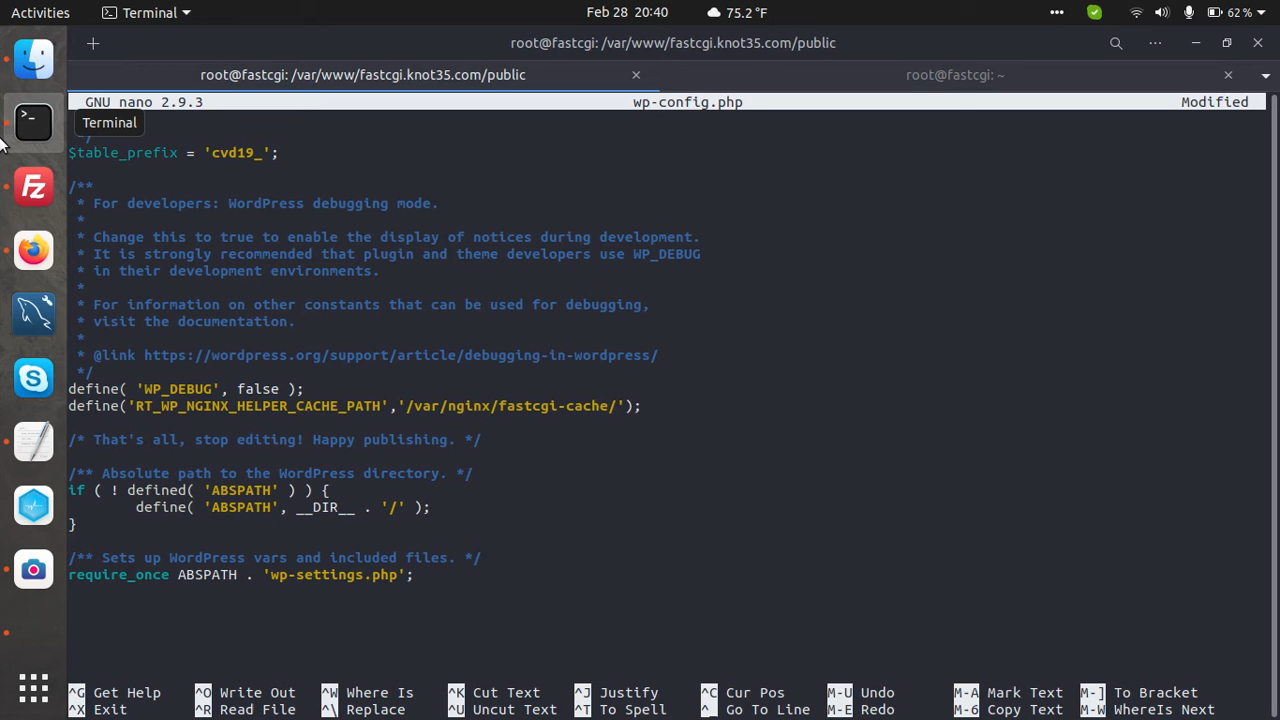 Activities Terminal Feb 28 20:40 75.2 °F 62 %
root@fastcgi: /var/www/fastcgi.knot35.com/public
root@fastcgi: /var/www/fastcgi.knot35.com/public root@fastcgi: ~
GNU nano 2.9.3 wp-config.php Modified
Terminal
*/
$table_prefix = 'cvd19_';
/**
* For developers: WordPress debugging mode.
*
* Change this to true to enable the display of notices during development.
* It is strongly recommended that plugin and theme developers use WP_DEBUG
* in their development environments.
*
* For information on other constants that can be used for debugging,
* visit the documentation.
*
* @link https://wordpress.org/support/article/debugging-in-wordpress/
*/
define( 'WP_DEBUG', false );
define('RT_WP_NGINX_HELPER_CACHE_PATH','/var/nginx/fastcgi-cache/');
/* That's all, stop editing! Happy publishing. */
/** Absolute path to the WordPress directory. */
if ( ! defined( 'ABSPATH' ) ) {
define( 'ABSPATH', __DIR__ . '/' );
}
/** Sets up WordPress vars and included files. */
require_once ABSPATH . 'wp-settings.php';
^G Get Help ^O Write Out ^W Where Is ^K Cut Text ^J Justify ^C Cur Pos M-U Undo M-A Mark Text M-] To Bracket
^X Exit ^R Read File ^\ Replace ^U Uncut Text ^T To Spell ^_ Go To Line M-E Redo M-6 Copy Text M-W WhereIs Next